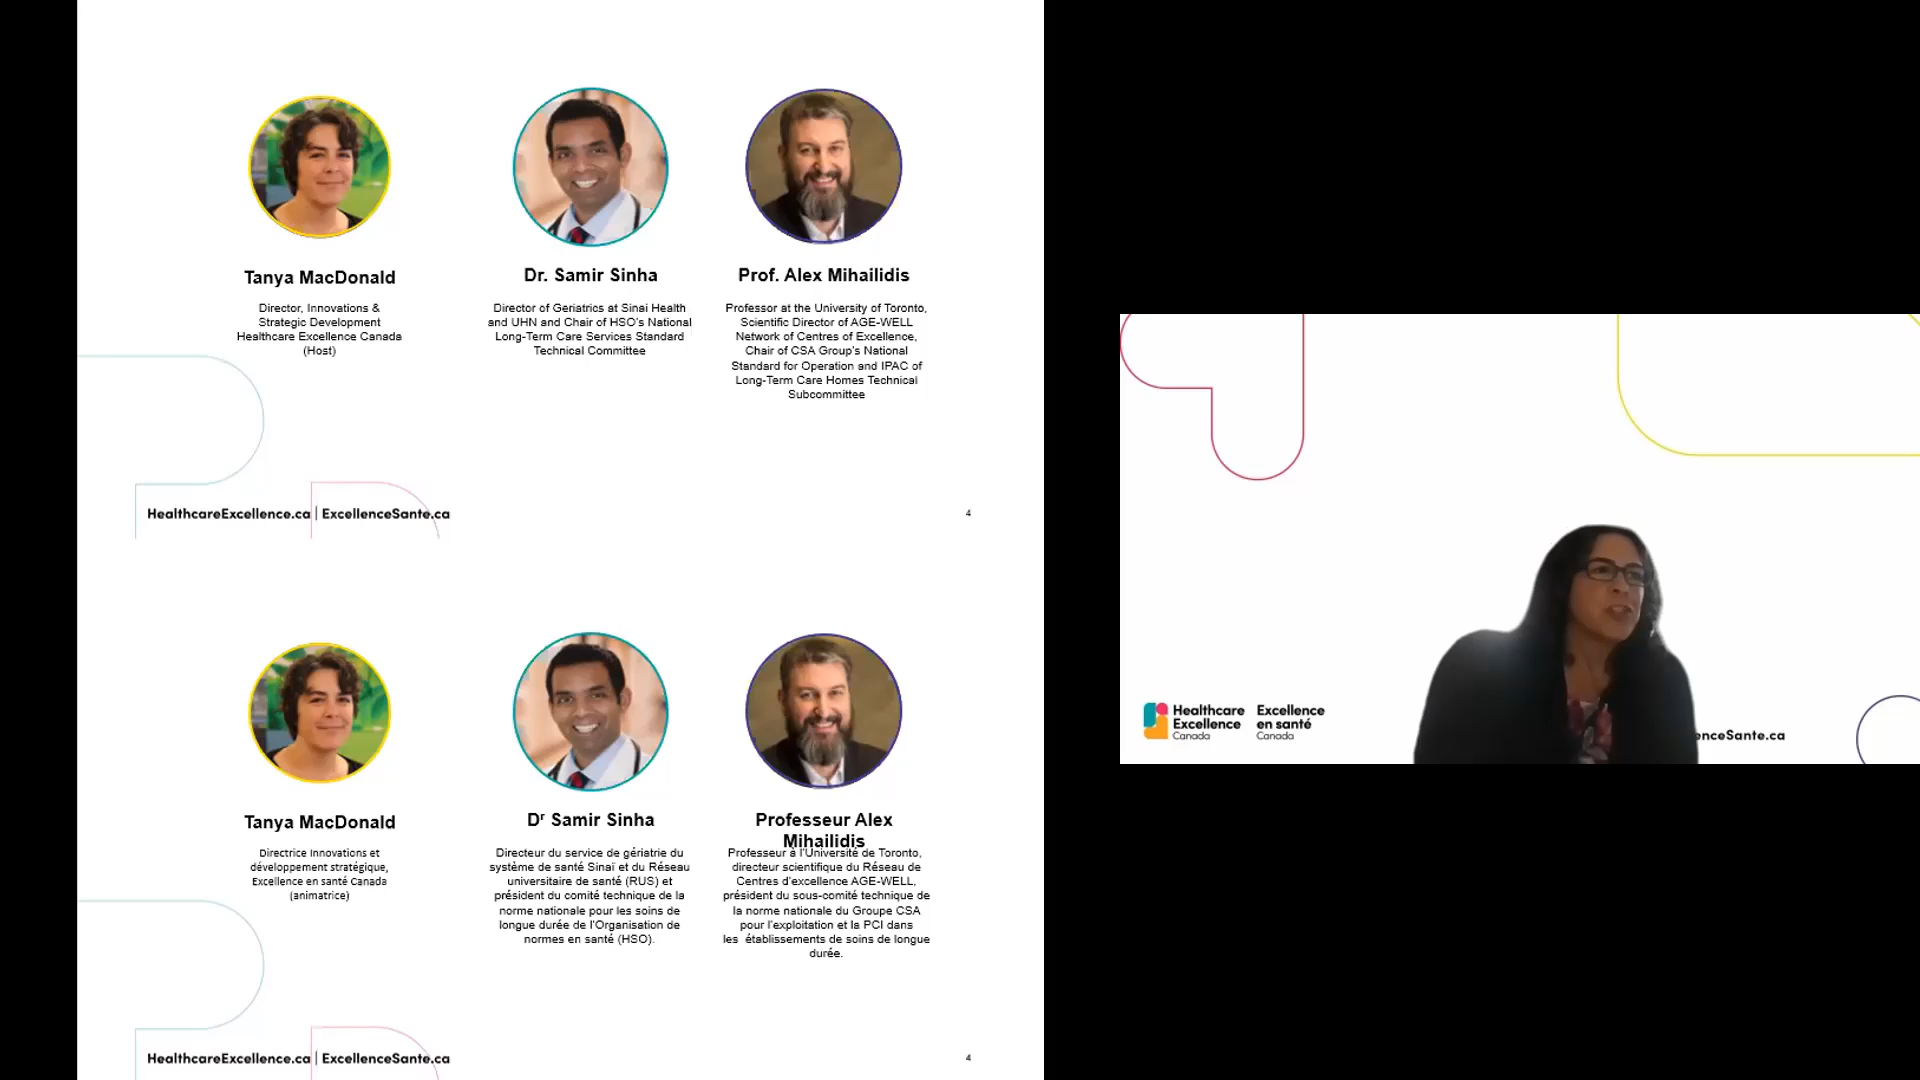 Tanya MacDonald
Director, Innovations &
Strategic Development
Healthcare Excellence Canada
(Host)
Dr. Samir Sinha
Director of Geriatrics at Sinai Health
and UHN and Chair of HSO's National
Long-Term Care Services Standard
Technical Committee
Prof. Alex Mihailidis
Professor at the University of Toronto,
Scientific Director of AGE-WELL
Network of Centres of Excellence,
Chair of CSA Group's National
Standard for Operation and IPAC of
Long-Term Care Homes Technical
Subcommittee
HealthcareExcellence.ca | ExcellenceSante.ca
4
Tanya MacDonald
Directrice Innovations et
développement stratégique,
Excellence en santé Canada
(animatrice)
Dr Samir Sinha
Directeur du service de gériatrie du
système de santé Sinaï et du Réseau
universitaire de santé (RUS) et
président du comité technique de la
norme nationale pour les soins de
longue durée de l'Organisation de
normes en santé (HSO).
Professeur Alex
Mihailidis
Professeur à l'Université de Toronto,
directeur scientifique du Réseau de
Centres d'excellence AGE-WELL,
président du sous-comité technique de
la norme nationale du Groupe CSA
pour l'exploitation et la PCI dans
les établissements de soins de longue
durée.
HealthcareExcellence.ca | ExcellenceSante.ca
4
Healthcare
Excellence
Canada
Excellence
en santé
Canada
enceSante.ca